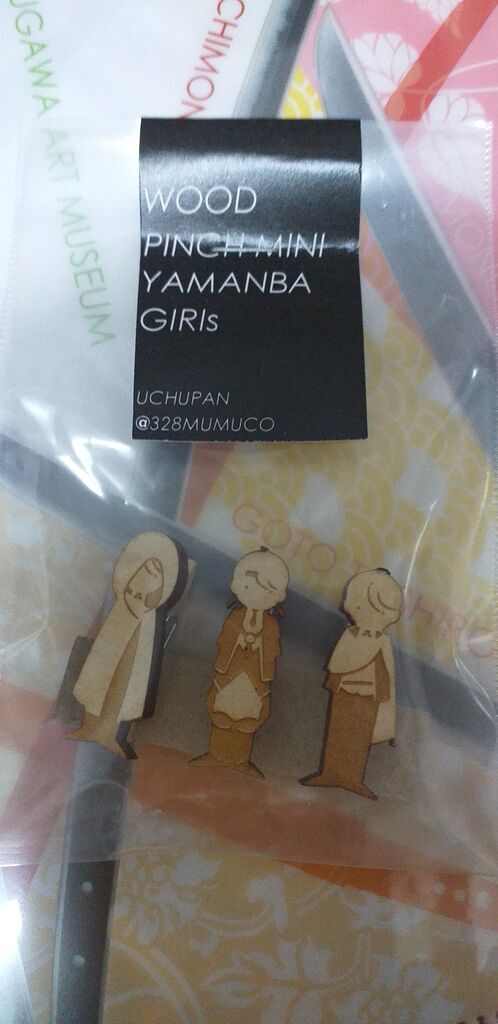 UGAWA ART MUSEUM
CHIMON
WOOD
PINCH MINI
YAMANBA
GIRls
UCHUPAN
@328MUMUCO
GOTO